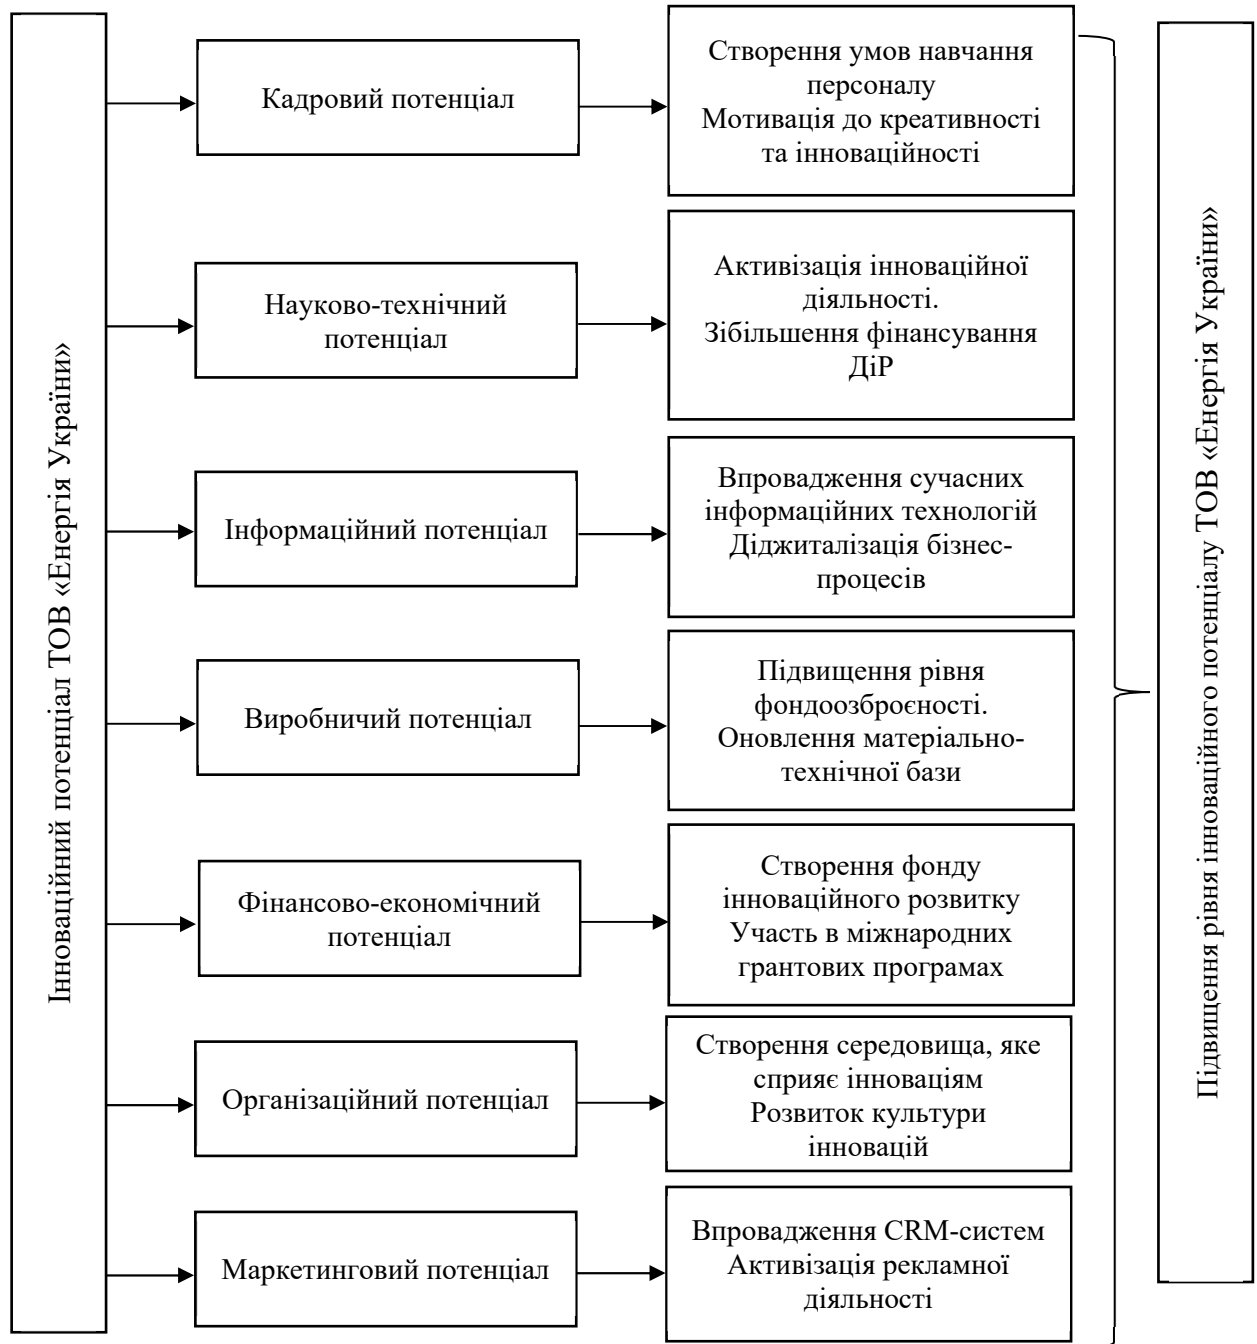 Інноваційний потенціал ТОВ «Енергія України»
Кадровий потенціал
Створення умов навчання
персоналу
Мотивація до креативності
та інноваційності
Науково-технічний
потенціал
Активізація інноваційної
діяльності.
Зібільшення фінансування
ДіР
Інформаційний потенціал
Впровадження сучасних
інформаційних технологій
Діджиталізація бізнес-
процесів
Виробничий потенціал
Підвищення рівня
фондоозброєності.
Оновлення матеріально-
технічної бази
Фінансово-економічний
потенціал
Створення фонду
інноваційного розвитку
Участь в міжнародних
грантових програмах
Організаційний потенціал
Створення середовища, яке
сприяє інноваціям
Розвиток культури
інновацій
Маркетинговий потенціал
Впровадження CRM-систем
Активізація рекламної
діяльності
Підвищення рівня інноваційного потенціалу ТОВ «Енергія України»